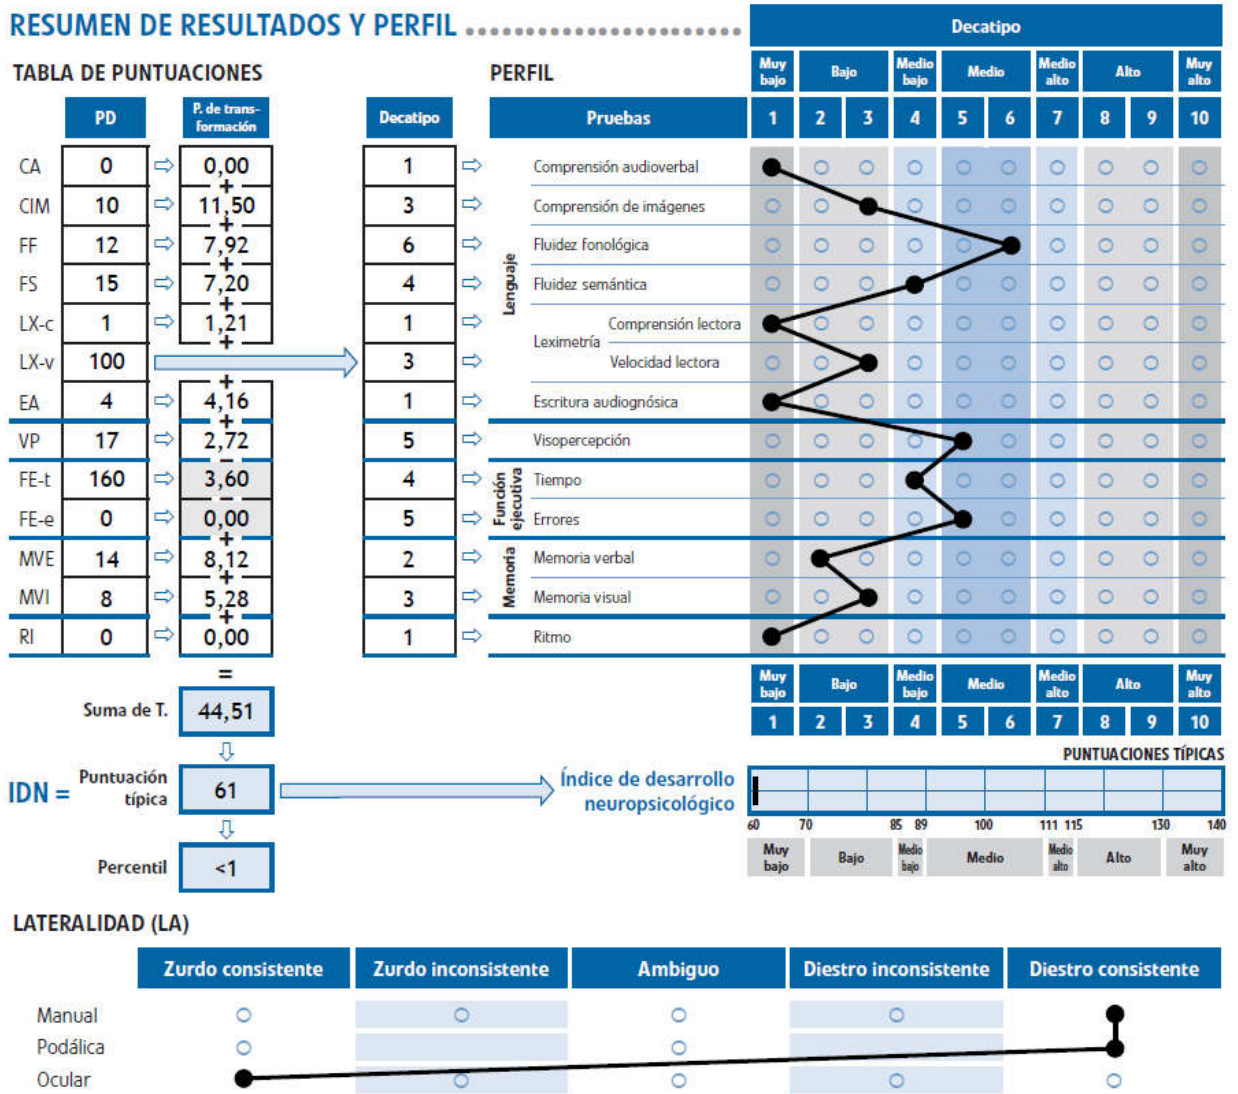 RESUMEN DE RESULTADOS Y PERFIL
Decatipo
TABLA DE PUNTUACIONES
PERFIL
Muy bajo Bajo Medio bajo Medio Medio alto Alto Muy alto
PD P. de transformación Decatipo Pruebas 1 2 3 4 5 6 7 8 9 10
CA 0 0,00 1 Comprensión audioverbal
+
CIM 10 11,50 3 Comprensión de imágenes
+
FF 12 7,92 6 Fluidez fonológica
+
FS 15 7,20 4 Fluidez semántica
Lenguaje
+
LX-c 1 1,21 1 Leximetría Comprensión lectora
+
LX-v 100 3 Velocidad lectora
+
EA 4 4,16 1 Escritura audiognósica
+
VP 17 2,72 5 Visopercepción
−
FE-t 160 3,60 4 Función ejecutiva Tiempo
FE-e 0 0,00 5 Errores
+
MVE 14 8,12 2 Memoria Memoria verbal
+
MVI 8 5,28 3 Memoria visual
+
RI 0 0,00 1 Ritmo
=
Muy bajo Bajo Medio bajo Medio Medio alto Alto Muy alto
Suma de T. 44,51
1 2 3 4 5 6 7 8 9 10
PUNTUACIONES TÍPICAS
IDN = Puntuación típica 61 Índice de desarrollo neuropsicológico
60 70 85 89 100 111 115 130 140
Muy bajo Bajo Medio bajo Medio Medio alto Alto Muy alto
Percentil <1
LATERALIDAD (LA)
Zurdo consistente Zurdo inconsistente Ambiguo Diestro inconsistente Diestro consistente
Manual
Podálica
Ocular